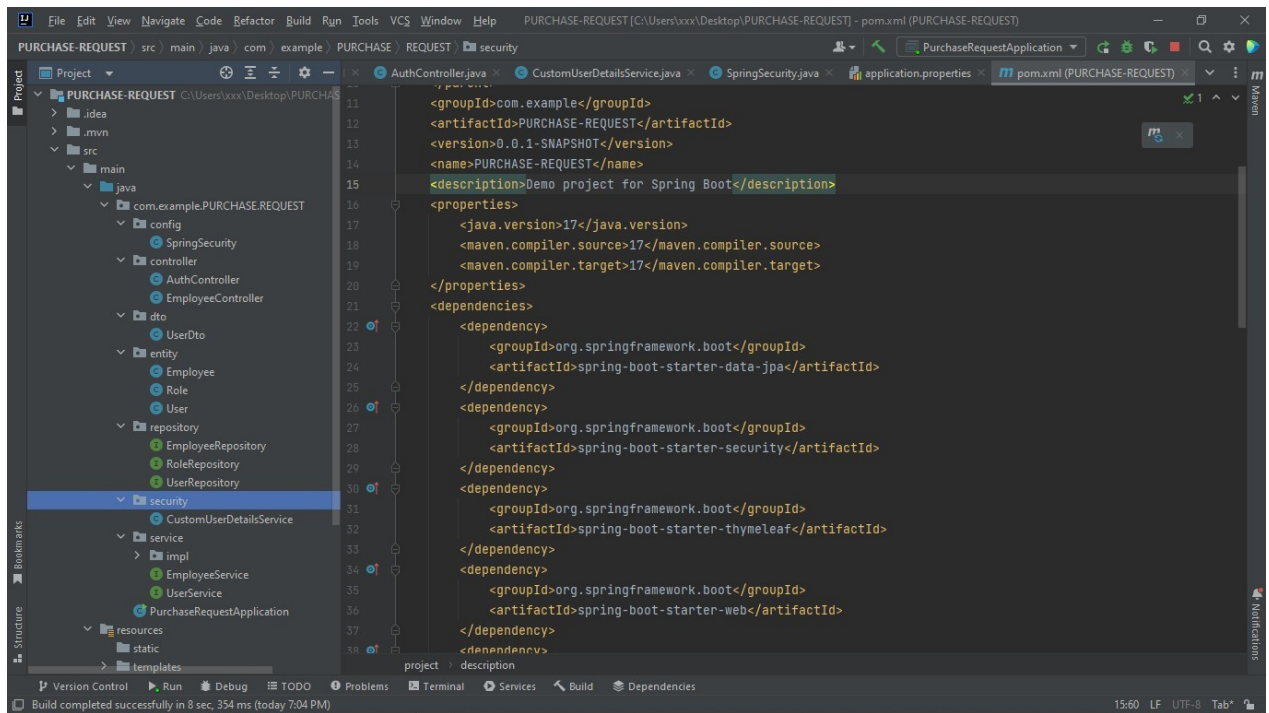 File Edit View Navigate Code Refactor Build Run Tools VCS Window Help PURCHASE-REQUEST [C:\Users\xxx\Desktop\PURCHASE-REQUEST] - pom.xml (PURCHASE-REQUEST)
PURCHASE-REQUEST src main java com example PURCHASE REQUEST security PurchaseRequestApplication
Project AuthController.java CustomUserDetailsService.java SpringSecurity.java application.properties pom.xml (PURCHASE-REQUEST)
Project
Bookmarks
Structure
Maven
Notifications
PURCHASE-REQUEST C:\Users\xxx\Desktop\PURCHAS
.idea
.mvn
src
main
java
com.example.PURCHASE.REQUEST
config
SpringSecurity
controller
AuthController
EmployeeController
dto
UserDto
entity
Employee
Role
User
repository
EmployeeRepository
RoleRepository
UserRepository
security
CustomUserDetailsService
service
impl
EmployeeService
UserService
PurchaseRequestApplication
resources
static
templates
</parent>
1
11 <groupId>com.example</groupId>
12 <artifactId>PURCHASE-REQUEST</artifactId>
13 <version>0.0.1-SNAPSHOT</version>
14 <name>PURCHASE-REQUEST</name>
15 <description>Demo project for Spring Boot</description>
16 <properties>
17 <java.version>17</java.version>
18 <maven.compiler.source>17</maven.compiler.source>
19 <maven.compiler.target>17</maven.compiler.target>
20 </properties>
21 <dependencies>
22 <dependency>
23 <groupId>org.springframework.boot</groupId>
24 <artifactId>spring-boot-starter-data-jpa</artifactId>
25 </dependency>
26 <dependency>
27 <groupId>org.springframework.boot</groupId>
28 <artifactId>spring-boot-starter-security</artifactId>
29 </dependency>
30 <dependency>
31 <groupId>org.springframework.boot</groupId>
32 <artifactId>spring-boot-starter-thymeleaf</artifactId>
33 </dependency>
34 <dependency>
35 <groupId>org.springframework.boot</groupId>
36 <artifactId>spring-boot-starter-web</artifactId>
37 </dependency>
38 <dependency>
project description
Version Control Run Debug TODO Problems Terminal Services Build Dependencies
Build completed successfully in 8 sec, 354 ms (today 7:04 PM) 15:60 LF UTF-8 Tab*